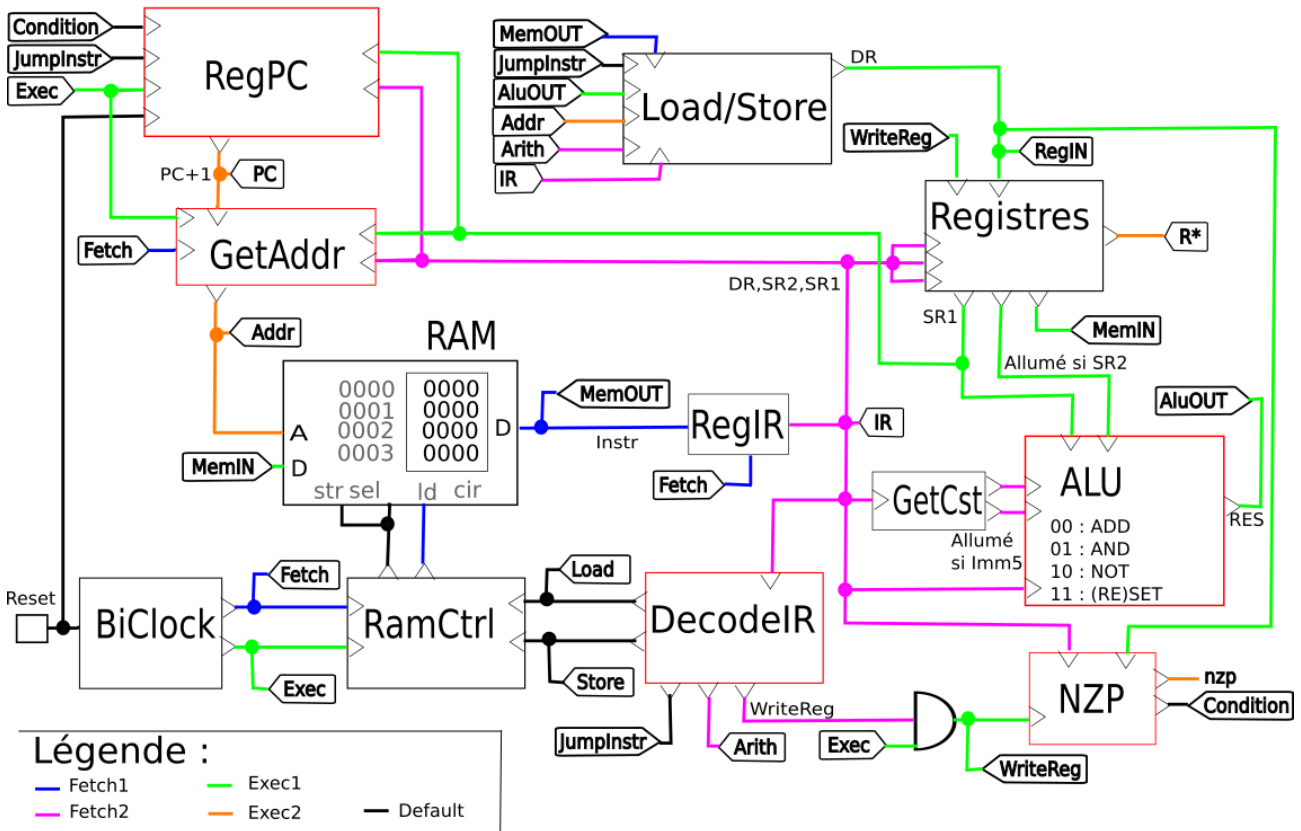 Condition
JumpInstr
Exec
RegPC
PC+1
PC
Fetch
GetAddr
Addr
MemOUT
JumpInstr
AluOUT
Addr
Arith
IR
Load/Store
DR
WriteReg
RegIN
Registres
R*
DR,SR2,SR1
SR1
MemIN
Allumé si SR2
RAM
0000 0000
0001 0000
0002 0000
0003 0000
A
D
D
str sel ld clr
MemIN
MemOUT
Instr
RegIR
Fetch
IR
AluOUT
GetCst
Allumé
si Imm5
ALU
00 : ADD
01 : AND
10 : NOT
11 : (RE)SET
RES
Reset
BiClock
Fetch
Exec
RamCtrl
Load
Store
DecodeIR
JumpInstr
Arith
WriteReg
Exec
WriteReg
NZP
nzp
Condition
Légende :
Fetch1
Exec1
Fetch2
Exec2
Default